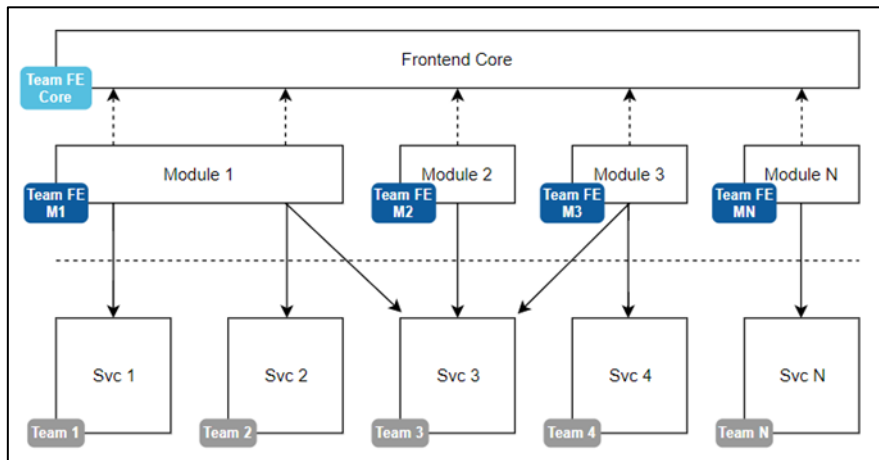 Frontend Core
Team FE
Core
Module 1
Module 2
Module 3
Module N
Team FE
M1
Team FE
M2
Team FE
M3
Team FE
MN
Svc 1
Svc 2
Svc 3
Svc 4
Svc N
Team 1
Team 2
Team 3
Team 4
Team N